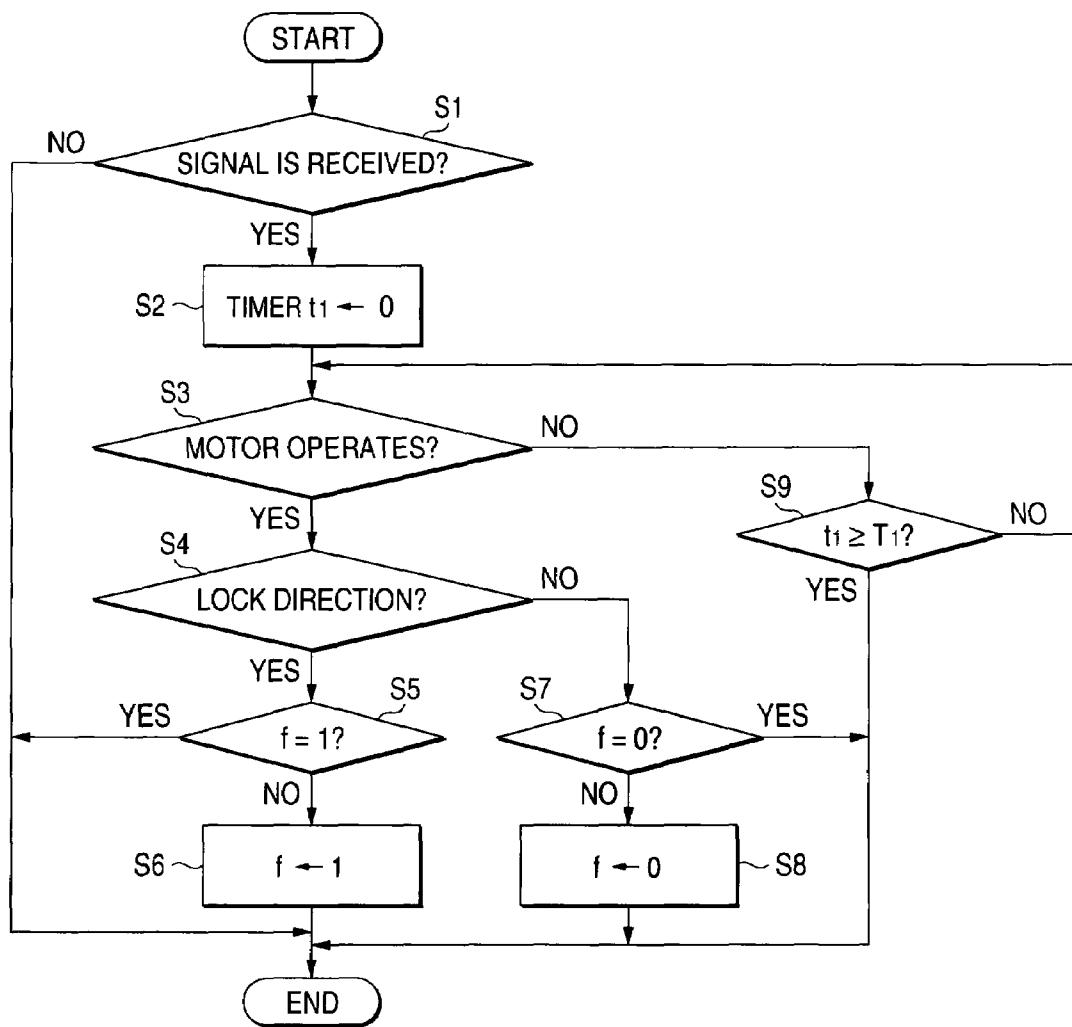 START
S1
NO
SIGNAL IS RECEIVED?
YES
S2
TIMER t1 ← 0
S3
MOTOR OPERATES?
NO
YES
S9
t1 ≥ T1?
NO
YES
S4
LOCK DIRECTION?
NO
YES
S5
YES
f = 1?
NO
S7
f = 0?
YES
NO
S6
f ← 1
f ← 0
S8
END